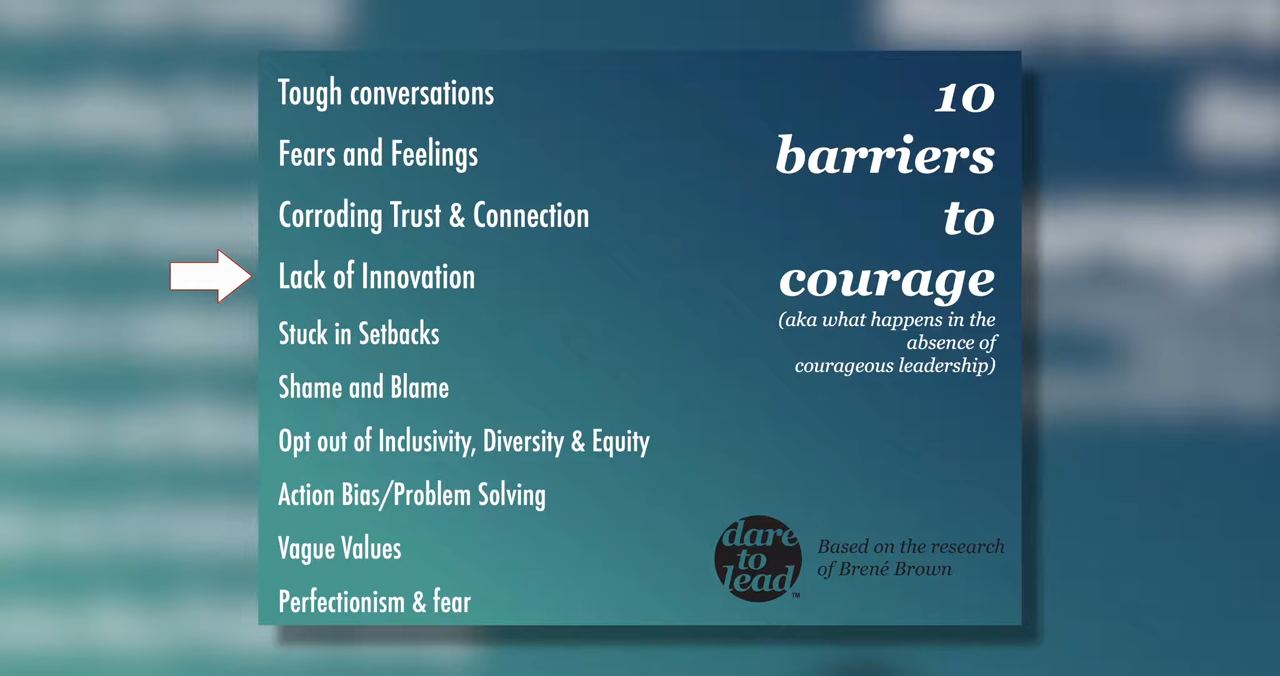 Tough conversations
Fears and Feelings
Corroding Trust & Connection
Lack of Innovation
Stuck in Setbacks
Shame and Blame
Opt out of Inclusivity, Diversity & Equity
Action Bias/Problem Solving
Vague Values
Perfectionism & fear
10
barriers
to
courage
(aka what happens in the
absence of
courageous leadership)
dare
to
lead
TM
Based on the research
of Brené Brown